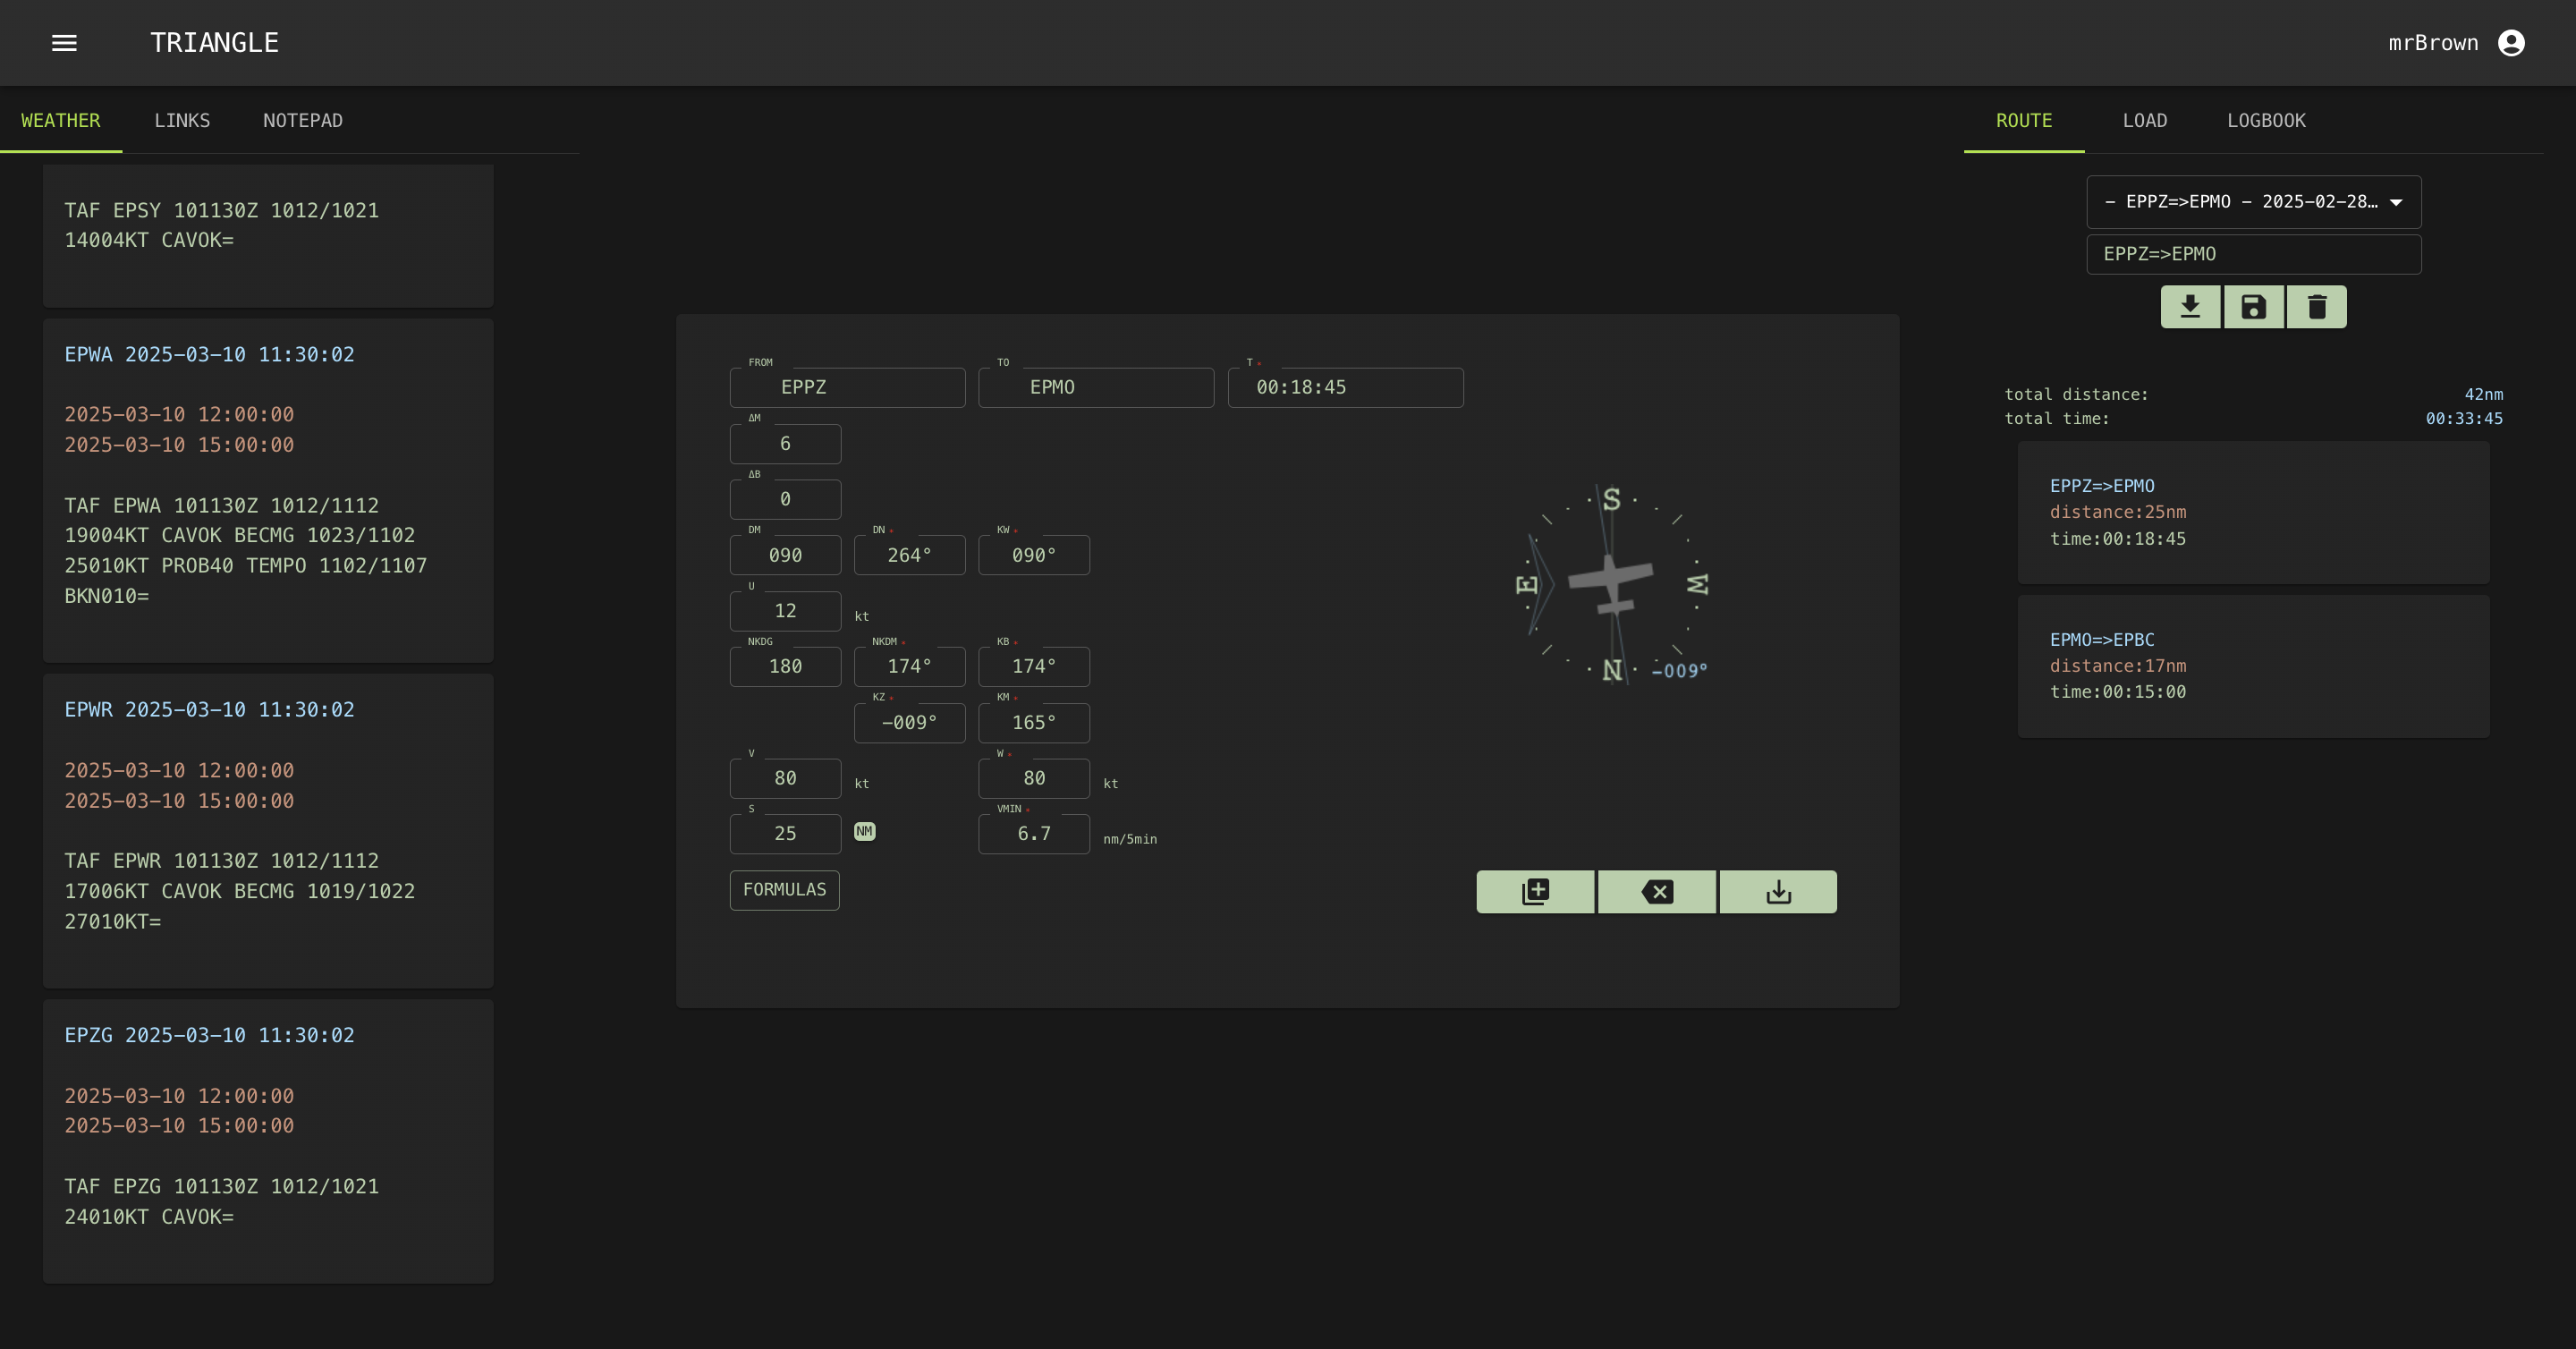 TRIANGLE
mrBrown
WEATHER LINKS NOTEPAD
TAF EPSY 101130Z 1012/1021
14004KT CAVOK=
EPWA 2025-03-10 11:30:02
2025-03-10 12:00:00
2025-03-10 15:00:00
TAF EPWA 101130Z 1012/1112
19004KT CAVOK BECMG 1023/1102
25010KT PROB40 TEMPO 1102/1107
BKN010=
EPWR 2025-03-10 11:30:02
2025-03-10 12:00:00
2025-03-10 15:00:00
TAF EPWR 101130Z 1012/1112
17006KT CAVOK BECMG 1019/1022
27010KT=
EPZG 2025-03-10 11:30:02
2025-03-10 12:00:00
2025-03-10 15:00:00
TAF EPZG 101130Z 1012/1021
24010KT CAVOK=
FROM TO T *
EPPZ EPMO 00:18:45
ΔM
6
ΔB
0
DM DN * KW *
090 264° 090°
U
12 kt
NKDG NKDM * KB *
180 174° 174°
KZ * KM *
-009° 165°
V W *
80 kt 80 kt
S VMIN *
25 NM 6.7 nm/5min
FORMULAS
S
E W
N -009°
ROUTE LOAD LOGBOOK
- EPPZ=>EPMO - 2025-02-28…
EPPZ=>EPMO
total distance: 42nm
total time: 00:33:45
EPPZ=>EPMO
distance:25nm
time:00:18:45
EPMO=>EPBC
distance:17nm
time:00:15:00